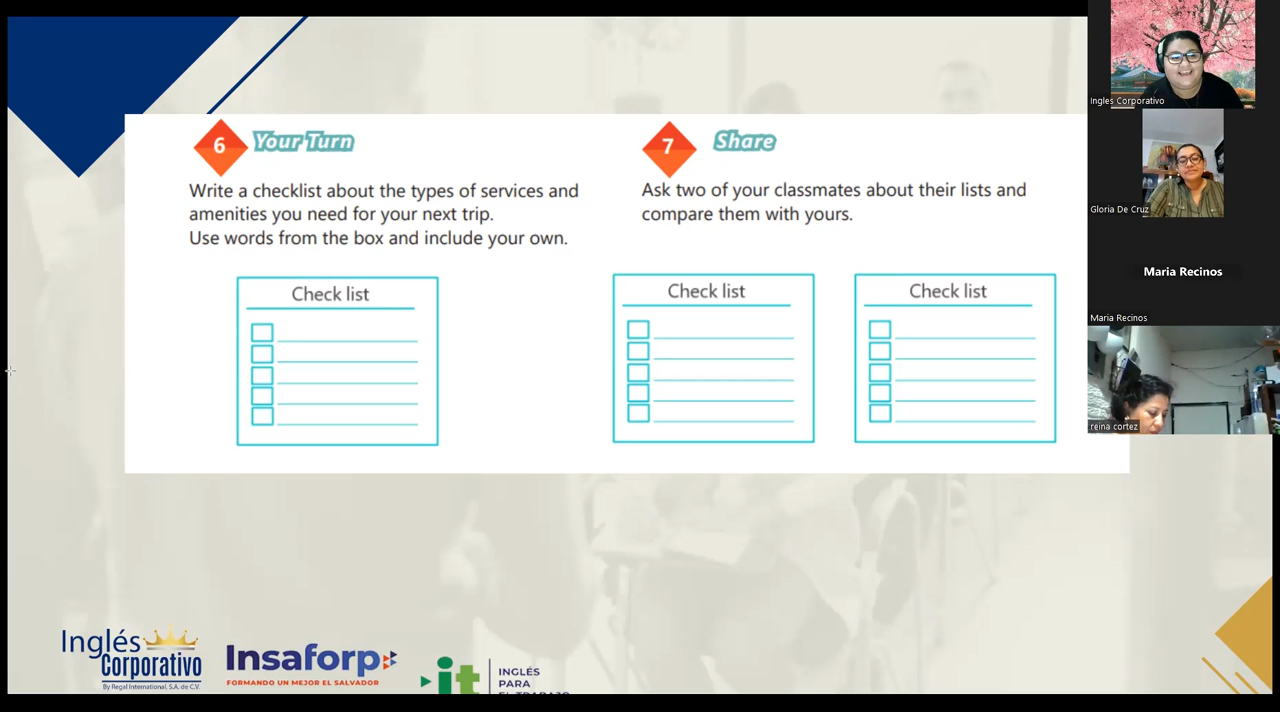 6 Your Turn
Write a checklist about the types of services and
amenities you need for your next trip.
Use words from the box and include your own.
Check list
7 Share
Ask two of your classmates about their lists and
compare them with yours.
Check list
Check list
Ingles Corporativo
Gloria De Cruz
Maria Recinos
Maria Recinos
reina cortez
Inglés
Corporativo
By Regal International, S.A. de C.V.
Insaforp
FORMANDO UN MEJOR EL SALVADOR
it
INGLÉS
PARA
EL TRABAJO